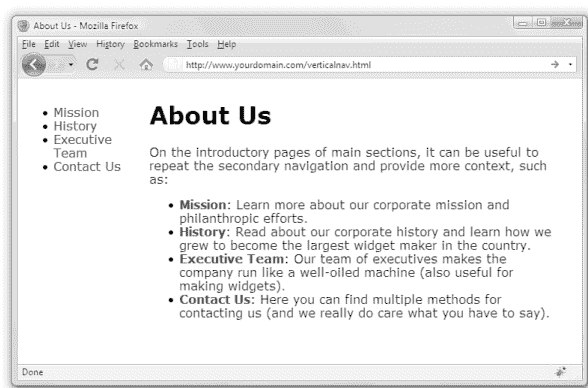 About Us - Mozilla Firefox
File Edit View History Bookmarks Tools Help
http://www.yourdomain.com/verticalnav.html
• Mission
• History
• Executive
Team
• Contact Us
About Us
On the introductory pages of main sections, it can be useful to
repeat the secondary navigation and provide more context, such
as:
• Mission: Learn more about our corporate mission and
philanthropic efforts.
• History: Read about our corporate history and learn how we
grew to become the largest widget maker in the country.
• Executive Team: Our team of executives makes the
company run like a well-oiled machine (also useful for
making widgets).
• Contact Us: Here you can find multiple methods for
contacting us (and we really do care what you have to say).
Done